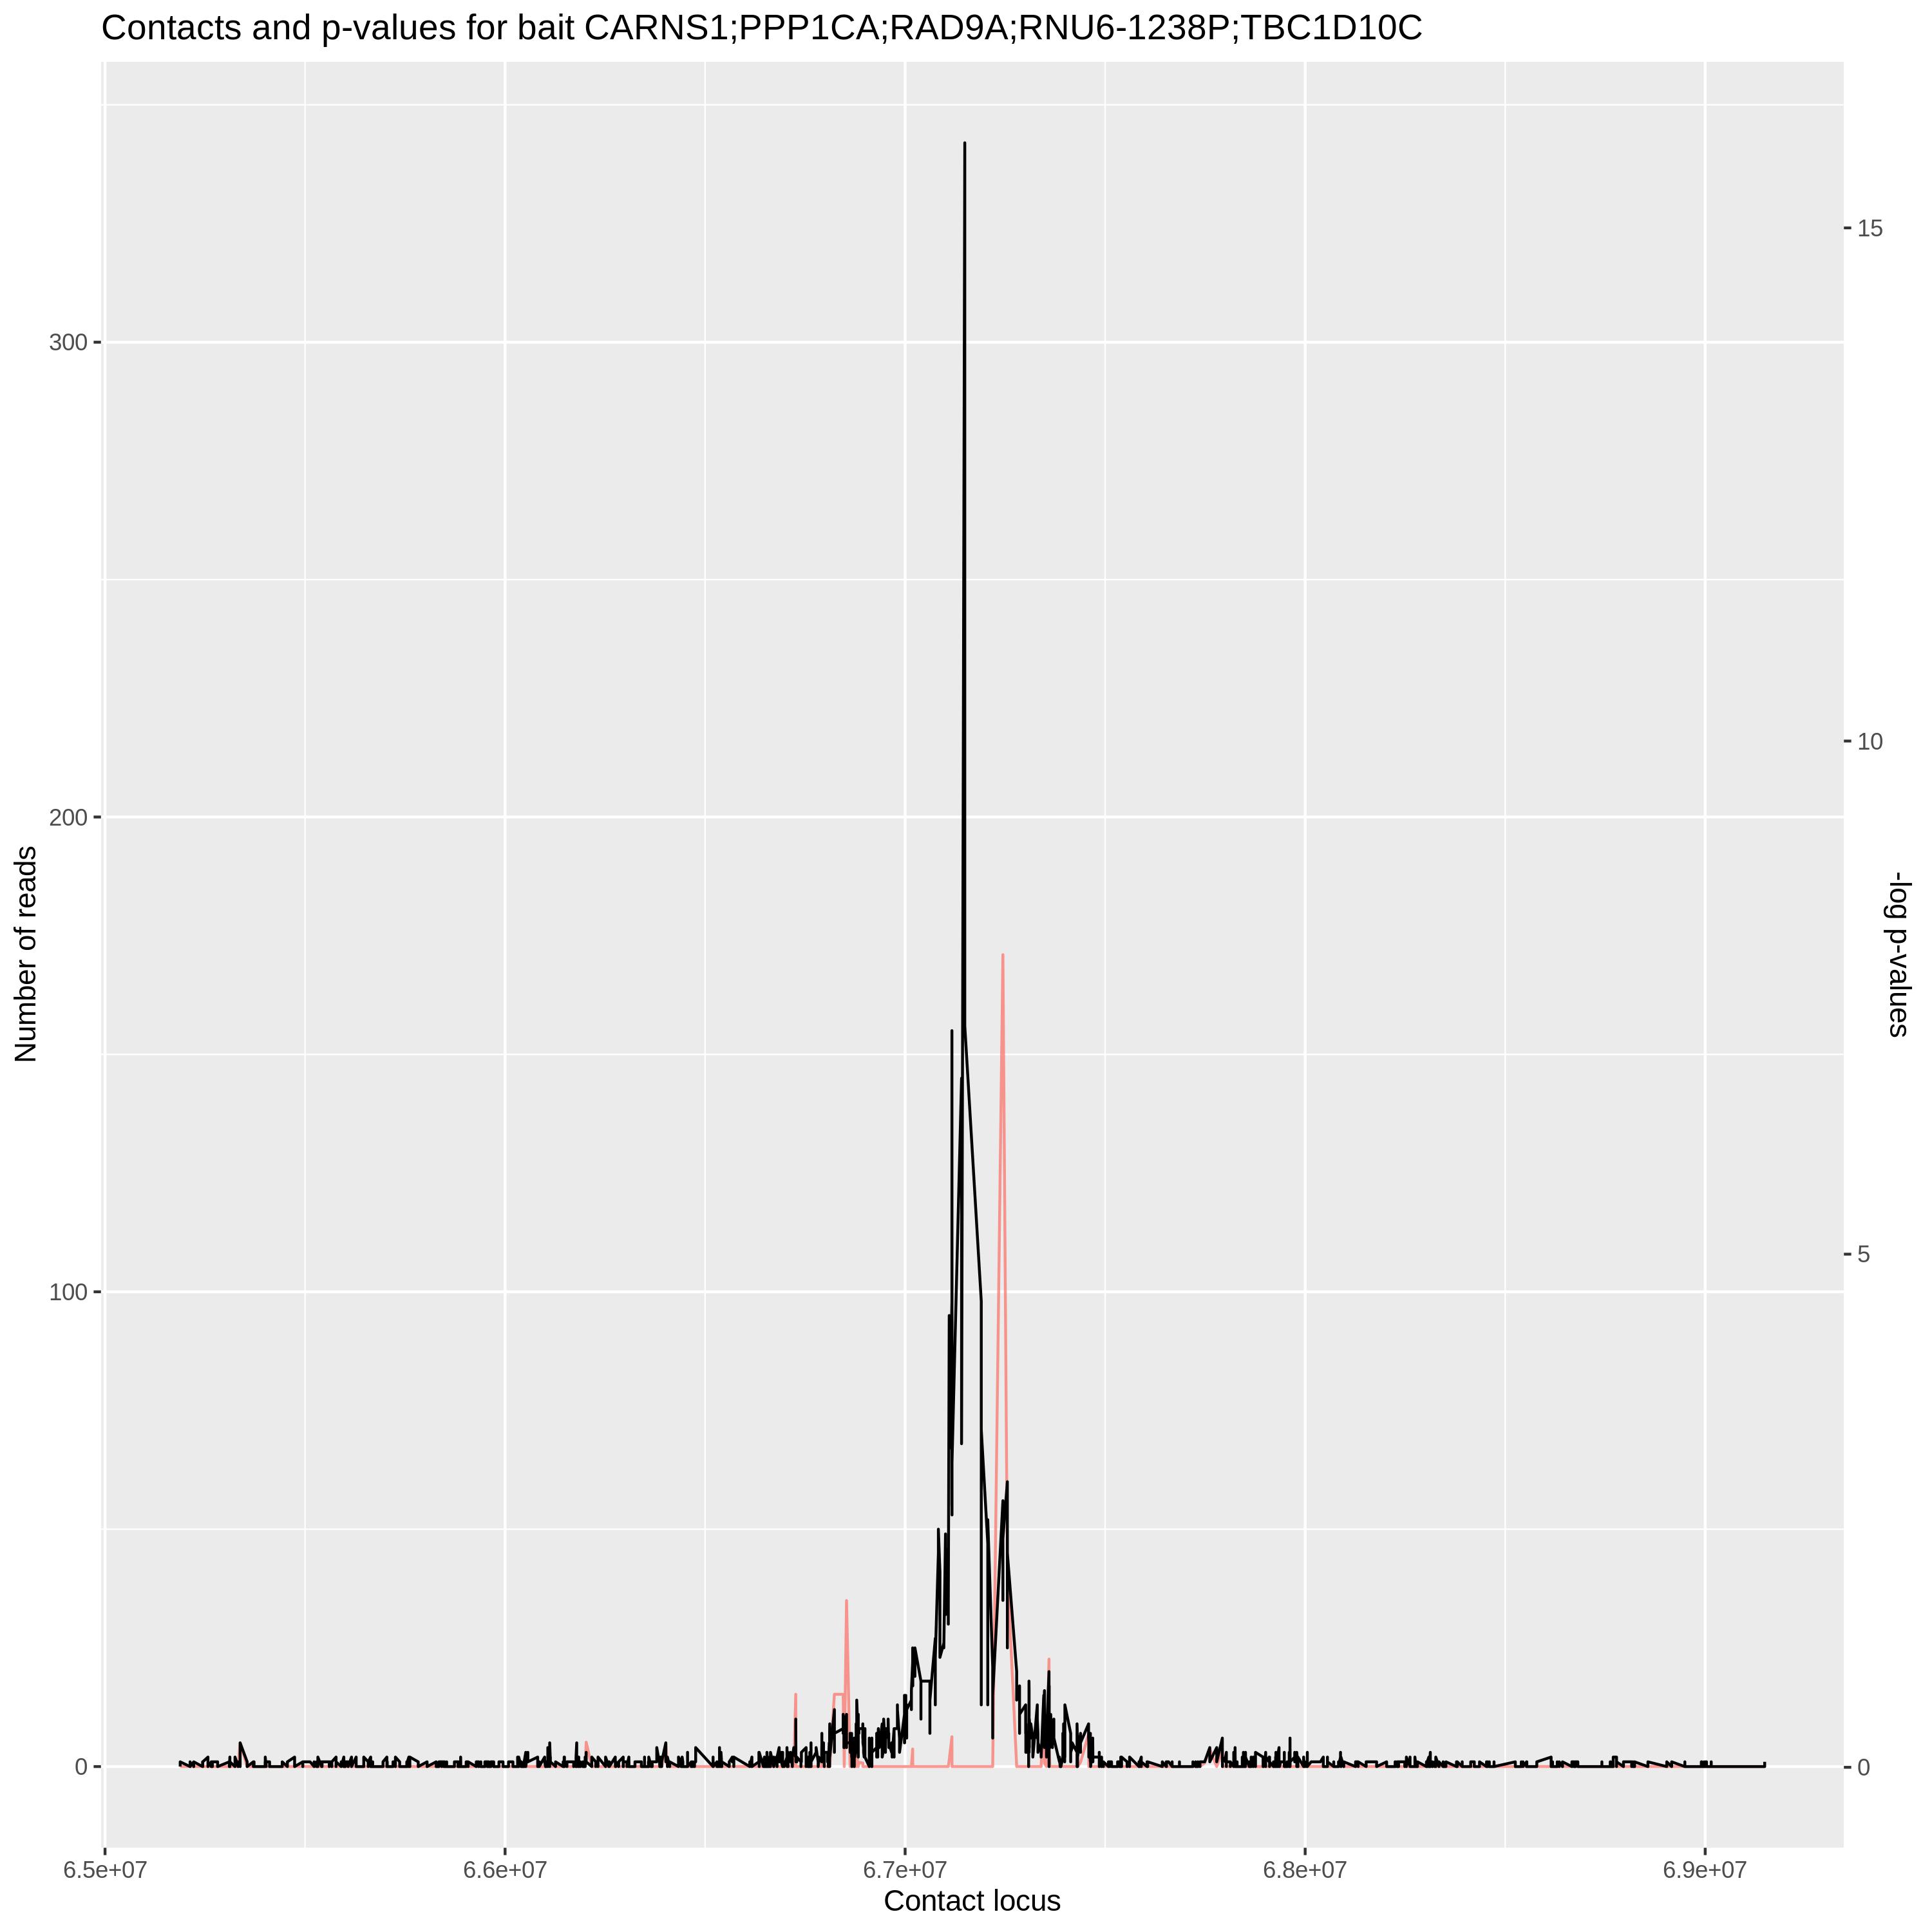 Contacts and p-values for bait CARNS1;PPP1CA;RAD9A;RNU6-1238P;TBC1D10C
Number of reads
300
200
100
0
15
10
5
0
-log p-values
6.5e+07 6.6e+07 6.7e+07 6.8e+07 6.9e+07
Contact locus